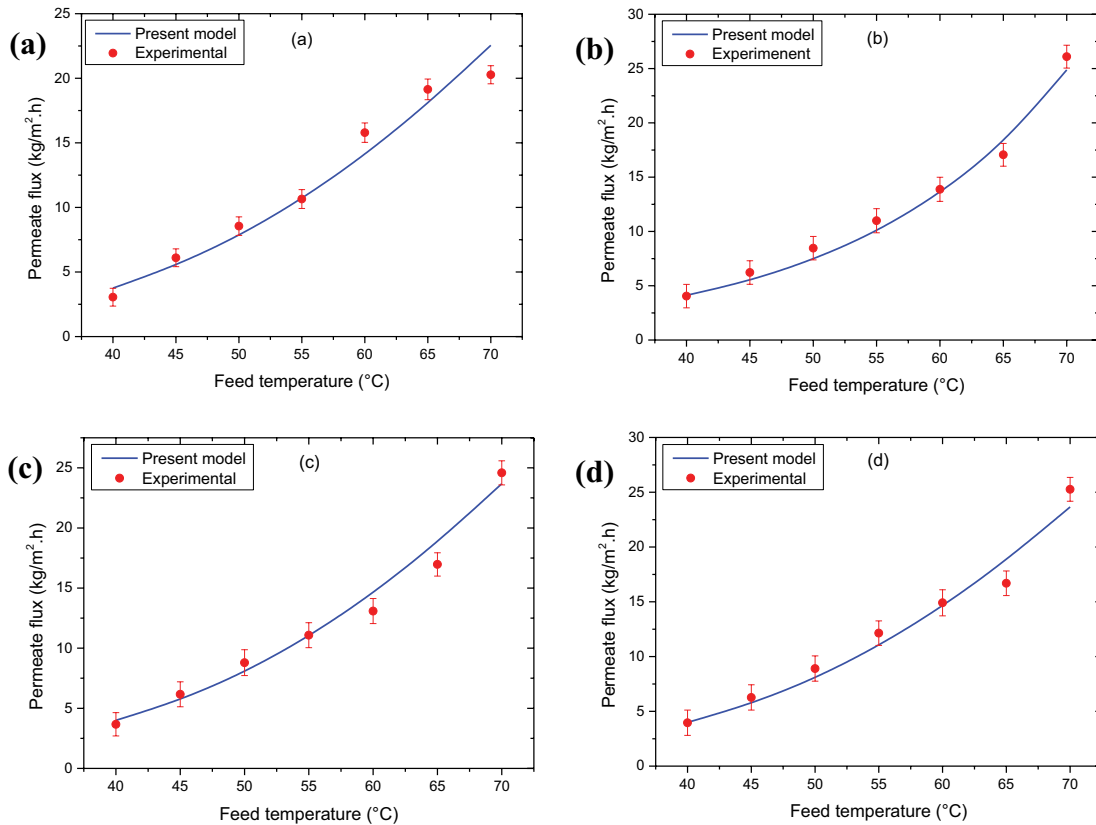 (a)
Present model
Experimental
(a)
25
20
15
10
5
0
Permeate flux (kg/m².h)
40 45 50 55 60 65 70
Feed temperature (°C)
(b)
Present model
Experimenent
(b)
30
25
20
15
10
5
0
Permeate flux (kg/m².h)
40 45 50 55 60 65 70
Feed temperature (°C)
(c)
Present model
Experimental
(c)
25
20
15
10
5
0
Permeate flux (kg/m².h)
40 45 50 55 60 65 70
Feed temperature (°C)
(d)
Present model
Experimental
(d)
30
25
20
15
10
5
0
Permeate flux (kg/m².h)
40 45 50 55 60 65 70
Feed temperature (°C)